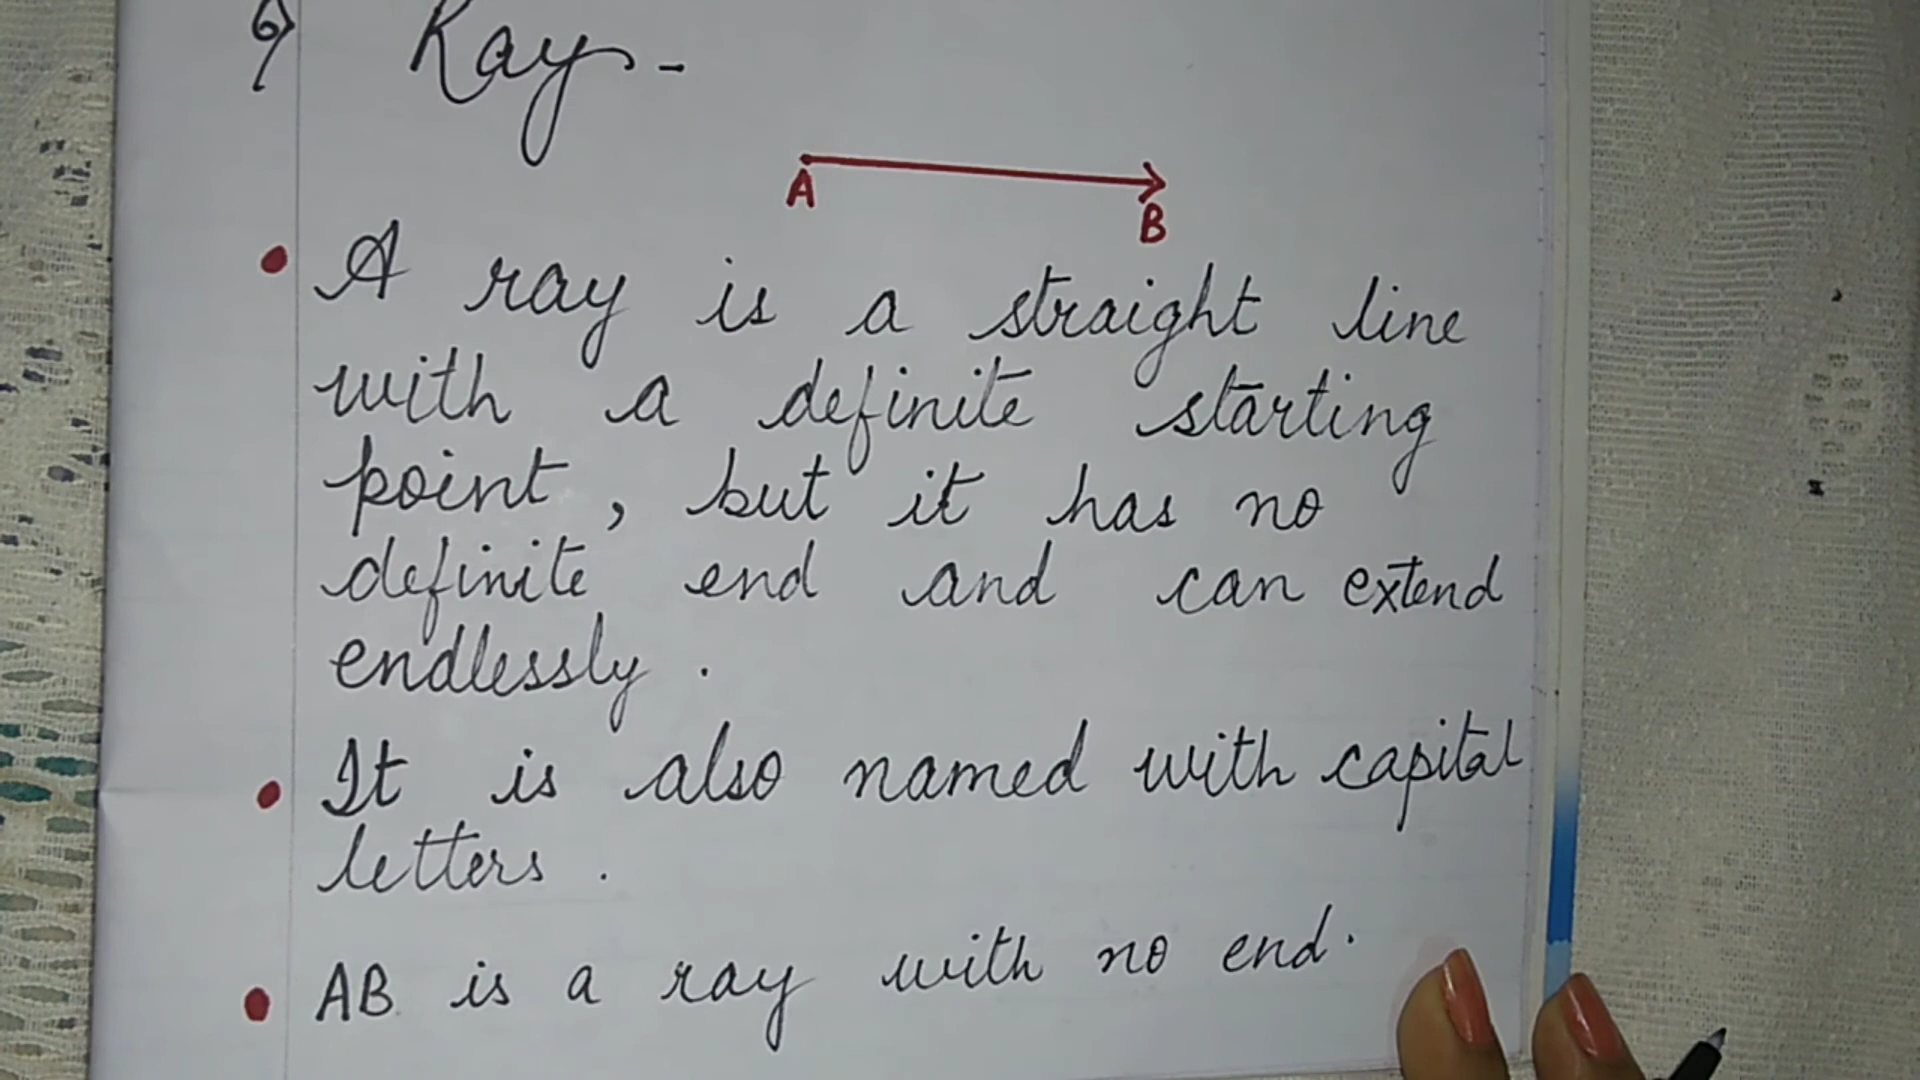 6) Ray -
A B
• A ray is a straight line
with a definite starting
point, but it has no
definite end and can extend
endlessly.
• It is also named with capital
letters.
• AB is a ray with no end.